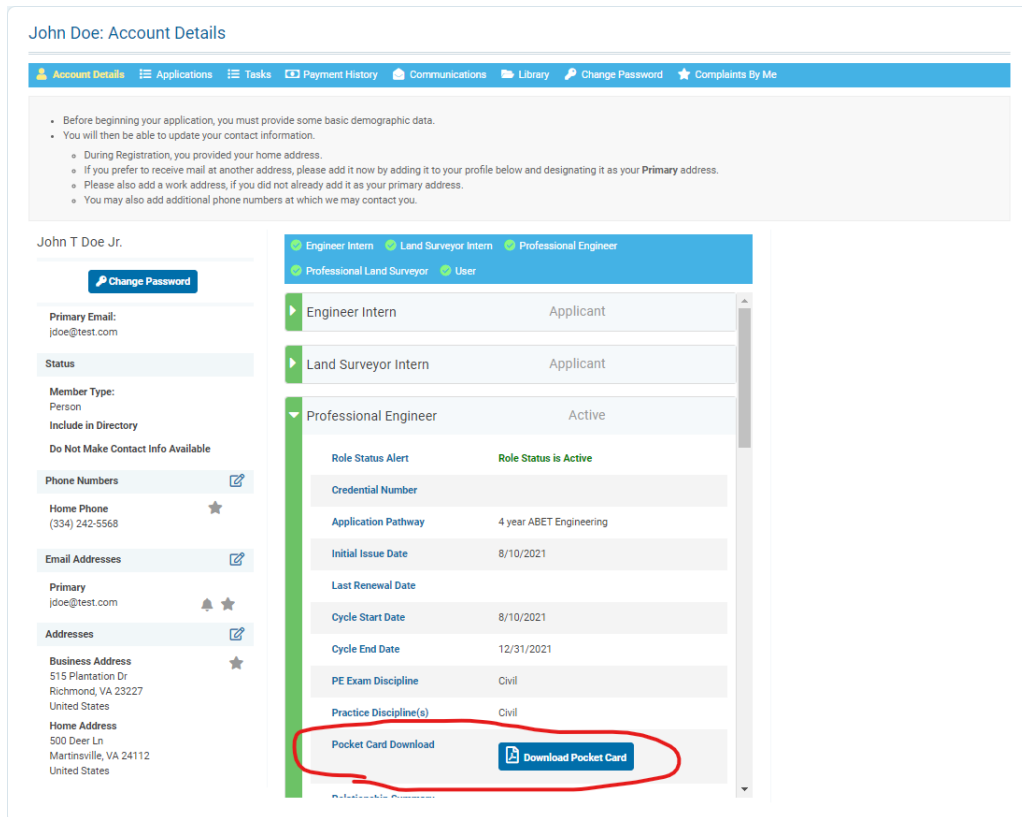 John Doe: Account Details
Account Details Applications Tasks Payment History Communications Library Change Password Complaints By Me
Before beginning your application, you must provide some basic demographic data.
You will then be able to update your contact information.
During Registration, you provided your home address.
If you prefer to receive mail at another address, please add it now by adding it to your profile below and designating it as your Primary address.
Please also add a work address, if you did not already add it as your primary address.
You may also add additional phone numbers at which we may contact you.
John T Doe Jr.
Change Password
Primary Email:
jdoe@test.com
Status
Member Type:
Person
Include in Directory
Do Not Make Contact Info Available
Phone Numbers
Home Phone
(334) 242-5568
Email Addresses
Primary
jdoe@test.com
Addresses
Business Address
515 Plantation Dr
Richmond, VA 23227
United States
Home Address
500 Deer Ln
Martinsville, VA 24112
United States
Engineer Intern Land Surveyor Intern Professional Engineer
Professional Land Surveyor User
Engineer Intern Applicant
Land Surveyor Intern Applicant
Professional Engineer Active
Role Status Alert Role Status is Active
Credential Number
Application Pathway 4 year ABET Engineering
Initial Issue Date 8/10/2021
Last Renewal Date
Cycle Start Date 8/10/2021
Cycle End Date 12/31/2021
PE Exam Discipline Civil
Practice Discipline(s) Civil
Pocket Card Download Download Pocket Card
Relationship Summary